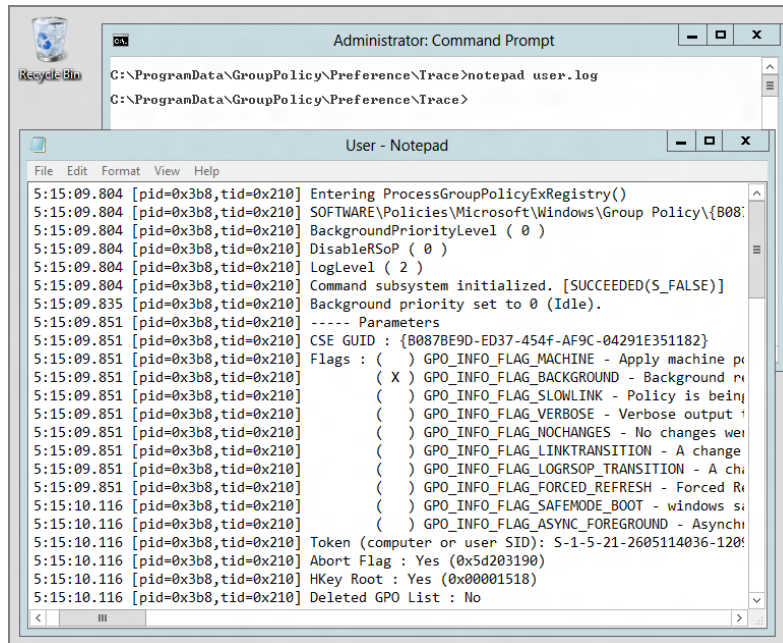 Recycle Bin
Administrator: Command Prompt
C:\ProgramData\GroupPolicy\Preference\Trace>notepad user.log
C:\ProgramData\GroupPolicy\Preference\Trace>
User - Notepad
File Edit Format View Help
5:15:09.804 [pid=0x3b8,tid=0x210] Entering ProcessGroupPolicyExRegistry()
5:15:09.804 [pid=0x3b8,tid=0x210] SOFTWARE\Policies\Microsoft\Windows\Group Policy\{B087
5:15:09.804 [pid=0x3b8,tid=0x210] BackgroundPriorityLevel ( 0 )
5:15:09.804 [pid=0x3b8,tid=0x210] DisableRSoP ( 0 )
5:15:09.804 [pid=0x3b8,tid=0x210] LogLevel ( 2 )
5:15:09.804 [pid=0x3b8,tid=0x210] Command subsystem initialized. [SUCCEEDED(S_FALSE)]
5:15:09.835 [pid=0x3b8,tid=0x210] Background priority set to 0 (Idle).
5:15:09.851 [pid=0x3b8,tid=0x210] ----- Parameters
5:15:09.851 [pid=0x3b8,tid=0x210] CSE GUID : {B087BE9D-ED37-454f-AF9C-04291E351182}
5:15:09.851 [pid=0x3b8,tid=0x210] Flags : (   ) GPO_INFO_FLAG_MACHINE - Apply machine po
5:15:09.851 [pid=0x3b8,tid=0x210]         ( X ) GPO_INFO_FLAG_BACKGROUND - Background re
5:15:09.851 [pid=0x3b8,tid=0x210]         (   ) GPO_INFO_FLAG_SLOWLINK - Policy is being
5:15:09.851 [pid=0x3b8,tid=0x210]         (   ) GPO_INFO_FLAG_VERBOSE - Verbose output
5:15:09.851 [pid=0x3b8,tid=0x210]         (   ) GPO_INFO_FLAG_NOCHANGES - No changes wer
5:15:09.851 [pid=0x3b8,tid=0x210]         (   ) GPO_INFO_FLAG_LINKTRANSITION - A change
5:15:09.851 [pid=0x3b8,tid=0x210]         (   ) GPO_INFO_FLAG_LOGRSOP_TRANSITION - A cha
5:15:09.851 [pid=0x3b8,tid=0x210]         (   ) GPO_INFO_FLAG_FORCED_REFRESH - Forced Re
5:15:10.116 [pid=0x3b8,tid=0x210]         (   ) GPO_INFO_FLAG_SAFEMODE_BOOT - windows sa
5:15:10.116 [pid=0x3b8,tid=0x210]         (   ) GPO_INFO_FLAG_ASYNC_FOREGROUND - Asynchr
5:15:10.116 [pid=0x3b8,tid=0x210] Token (computer or user SID): S-1-5-21-2605114036-1209
5:15:10.116 [pid=0x3b8,tid=0x210] Abort Flag : Yes (0x5d203190)
5:15:10.116 [pid=0x3b8,tid=0x210] HKey Root : Yes (0x00001518)
5:15:10.116 [pid=0x3b8,tid=0x210] Deleted GPO List : No